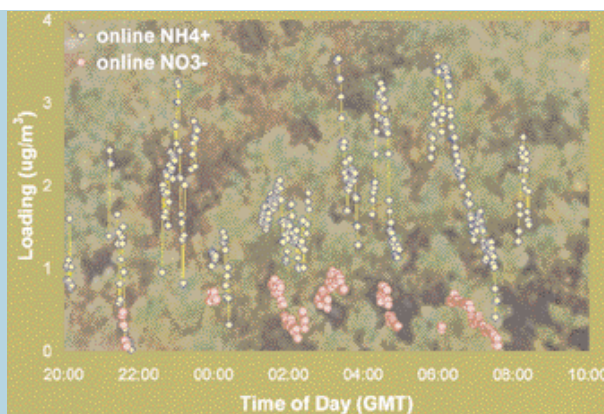 4
online NH4+
online NO3-
3
2
1
0
Loading (ug/m³)
20:00 22:00 00:00 02:00 04:00 06:00 08:00 10:00
Time of Day (GMT)